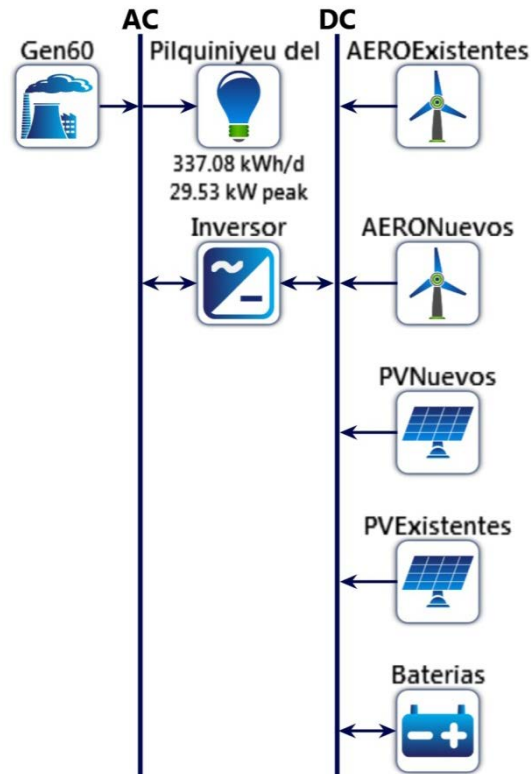 AC DC
Gen60 Pilquiniyeu del AEROExistentes
337.08 kWh/d
29.53 kW peak
Inversor AERONuevos
PVNuevos
PVExistentes
Baterias